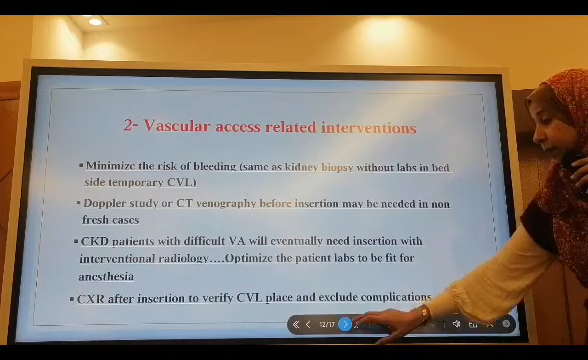 2- Vascular access related interventions
▪ Minimize the risk of bleeding (same as kidney biopsy without labs in bed
side temporary CVL)
▪ Doppler study or CT venography before insertion may be needed in non
fresh cases
▪ CKD patients with difficult VA will eventually need insertion with
interventional radiology....Optimize the patient labs to be fit for
anesthesia
▪ CXR after insertion to verify CVL place and exclude complications
12/17